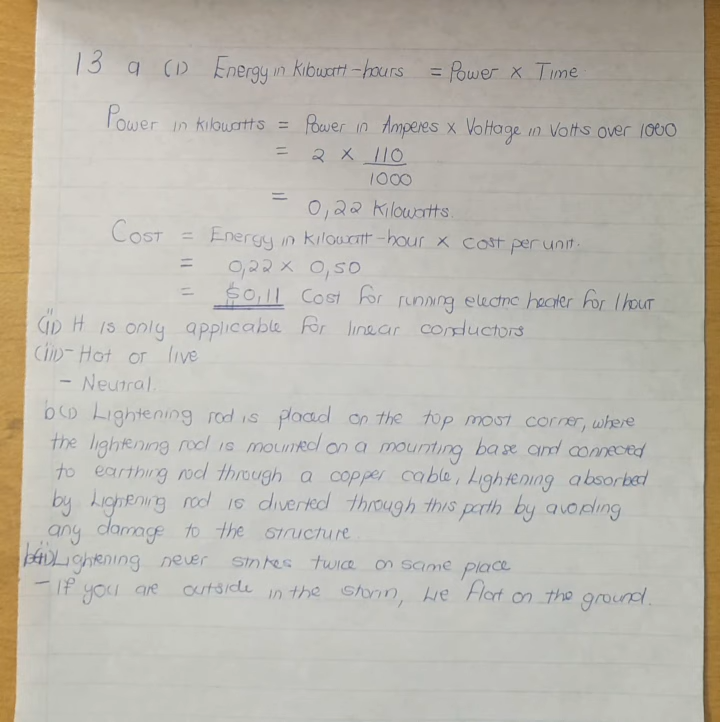 13 a (i) Energy in Kilowatt-hours = Power × Time
Power in kilowatts = Power in Amperes × Voltage in Volts over 1000
= 2 × 110
1000
= 0,22 Kilowatts.
Cost = Energy in kilowatt-hour × cost per unit.
= 0,22 × 0,50
= $0,11 Cost for running electric heater for 1 hour
(ii) It is only applicable for linear conductors
(iii) - Hot or live
- Neutral.
b(i) Lightening rod is placed on the top most corner, where
the lightening rod is mounted on a mounting base and connected
to earthing rod through a copper cable, Lightening absorbed
by Lightening rod is diverted through this path by avoiding
any damage to the structure.
b(ii) Lightening never strikes twice on same place
- If you are outside in the storm, lie flat on the ground.